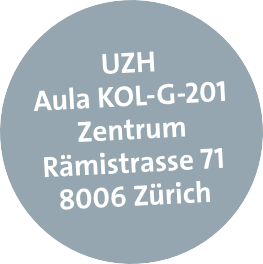 UZH
Aula KOL-G-201
Zentrum
Rämistrasse 71
8006 Zürich